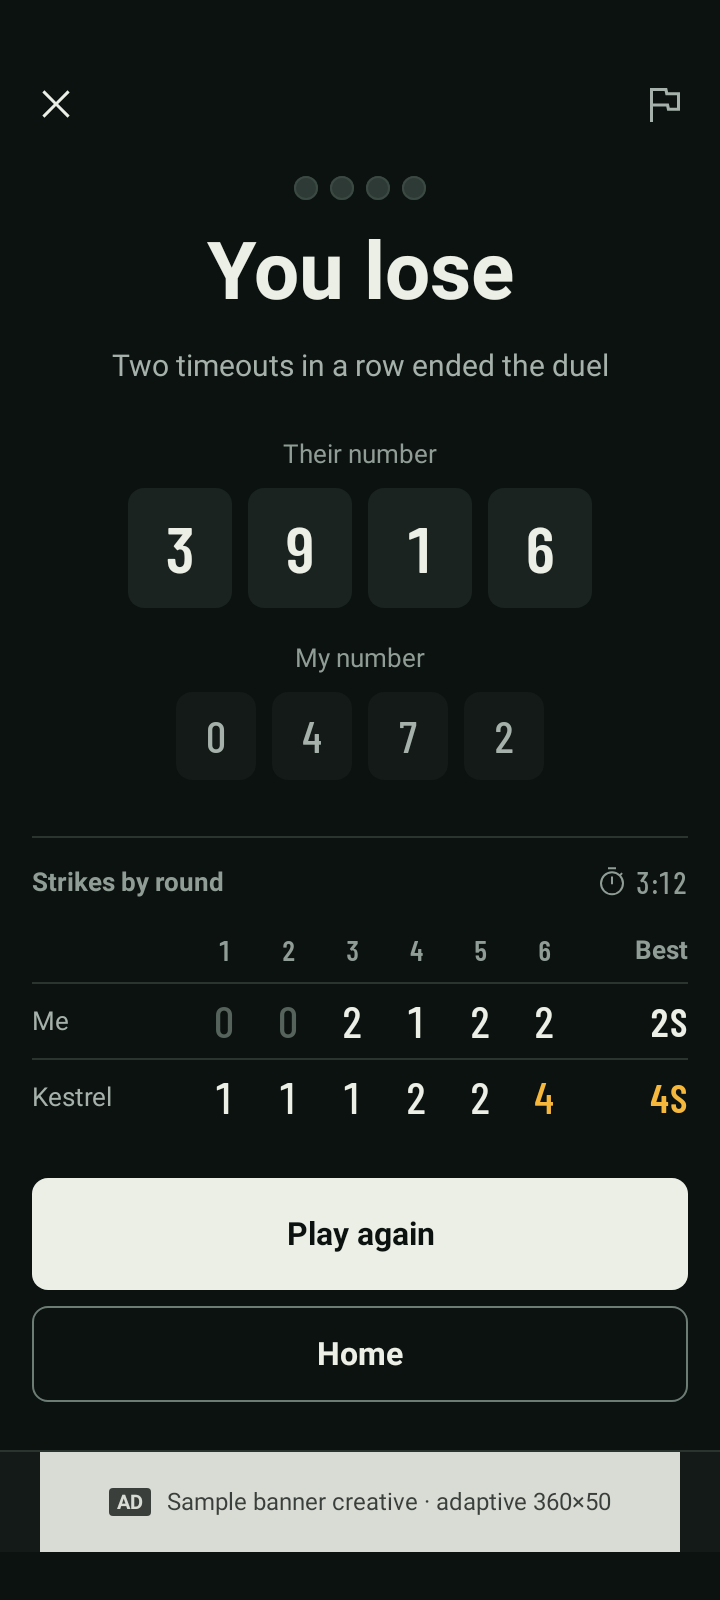 You lose
Two timeouts in a row ended the duel
Their number
3 9 1 6
My number
0 4 7 2
Strikes by round 3:12
1 2 3 4 5 6 Best
Me 0 0 2 1 2 2 2S
Kestrel 1 1 1 2 2 4 4S
Play again
Home
AD Sample banner creative · adaptive 360×50